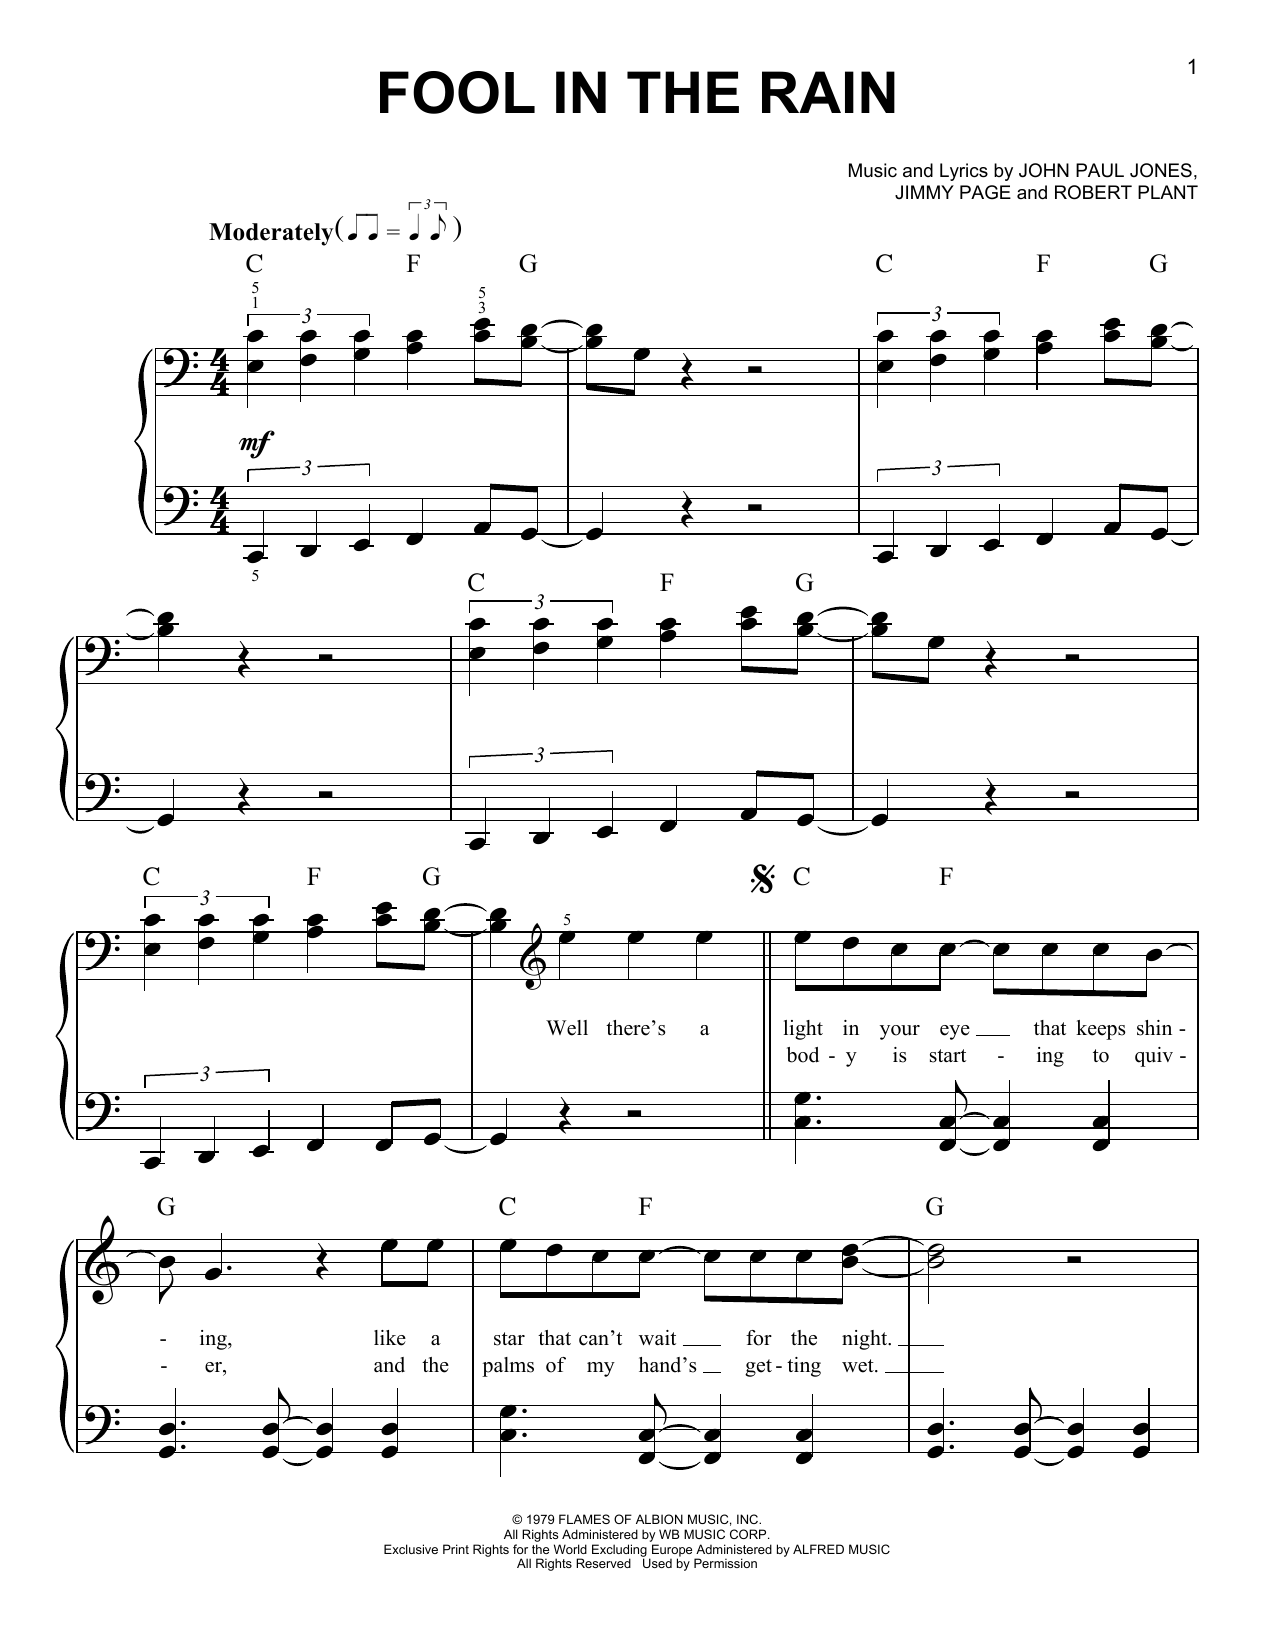 1
FOOL IN THE RAIN
Music and Lyrics by JOHN PAUL JONES,
JIMMY PAGE and ROBERT PLANT
Moderately ( = 3 )
C F G C F G
5 1 5 3
3 3
mf
3 3
5
C F G
3
3
C F G C F
3 5
Well there's a light in your eye ___ that keeps shin -
bod - y is start - ing to quiv -
3
G C F G
- ing, like a star that can't wait ___ for the night. ___
- er, and the palms of my hand's _ get - ting wet. ___
© 1979 FLAMES OF ALBION MUSIC, INC.
All Rights Administered by WB MUSIC CORP.
Exclusive Print Rights for the World Excluding Europe Administered by ALFRED MUSIC
All Rights Reserved Used by Permission